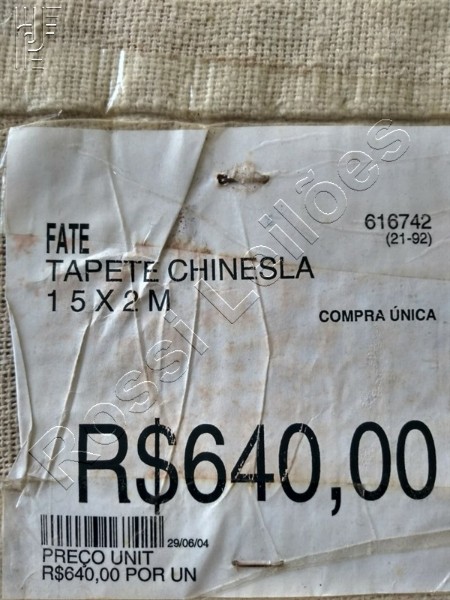 FATE
TAPETE CHINESLA
1 5 X 2 M
616742
(21-92)
COMPRA ÚNICA
R$640,00
29/06/04
PREÇO UNIT
R$640,00 POR UN
Rossi Leilões